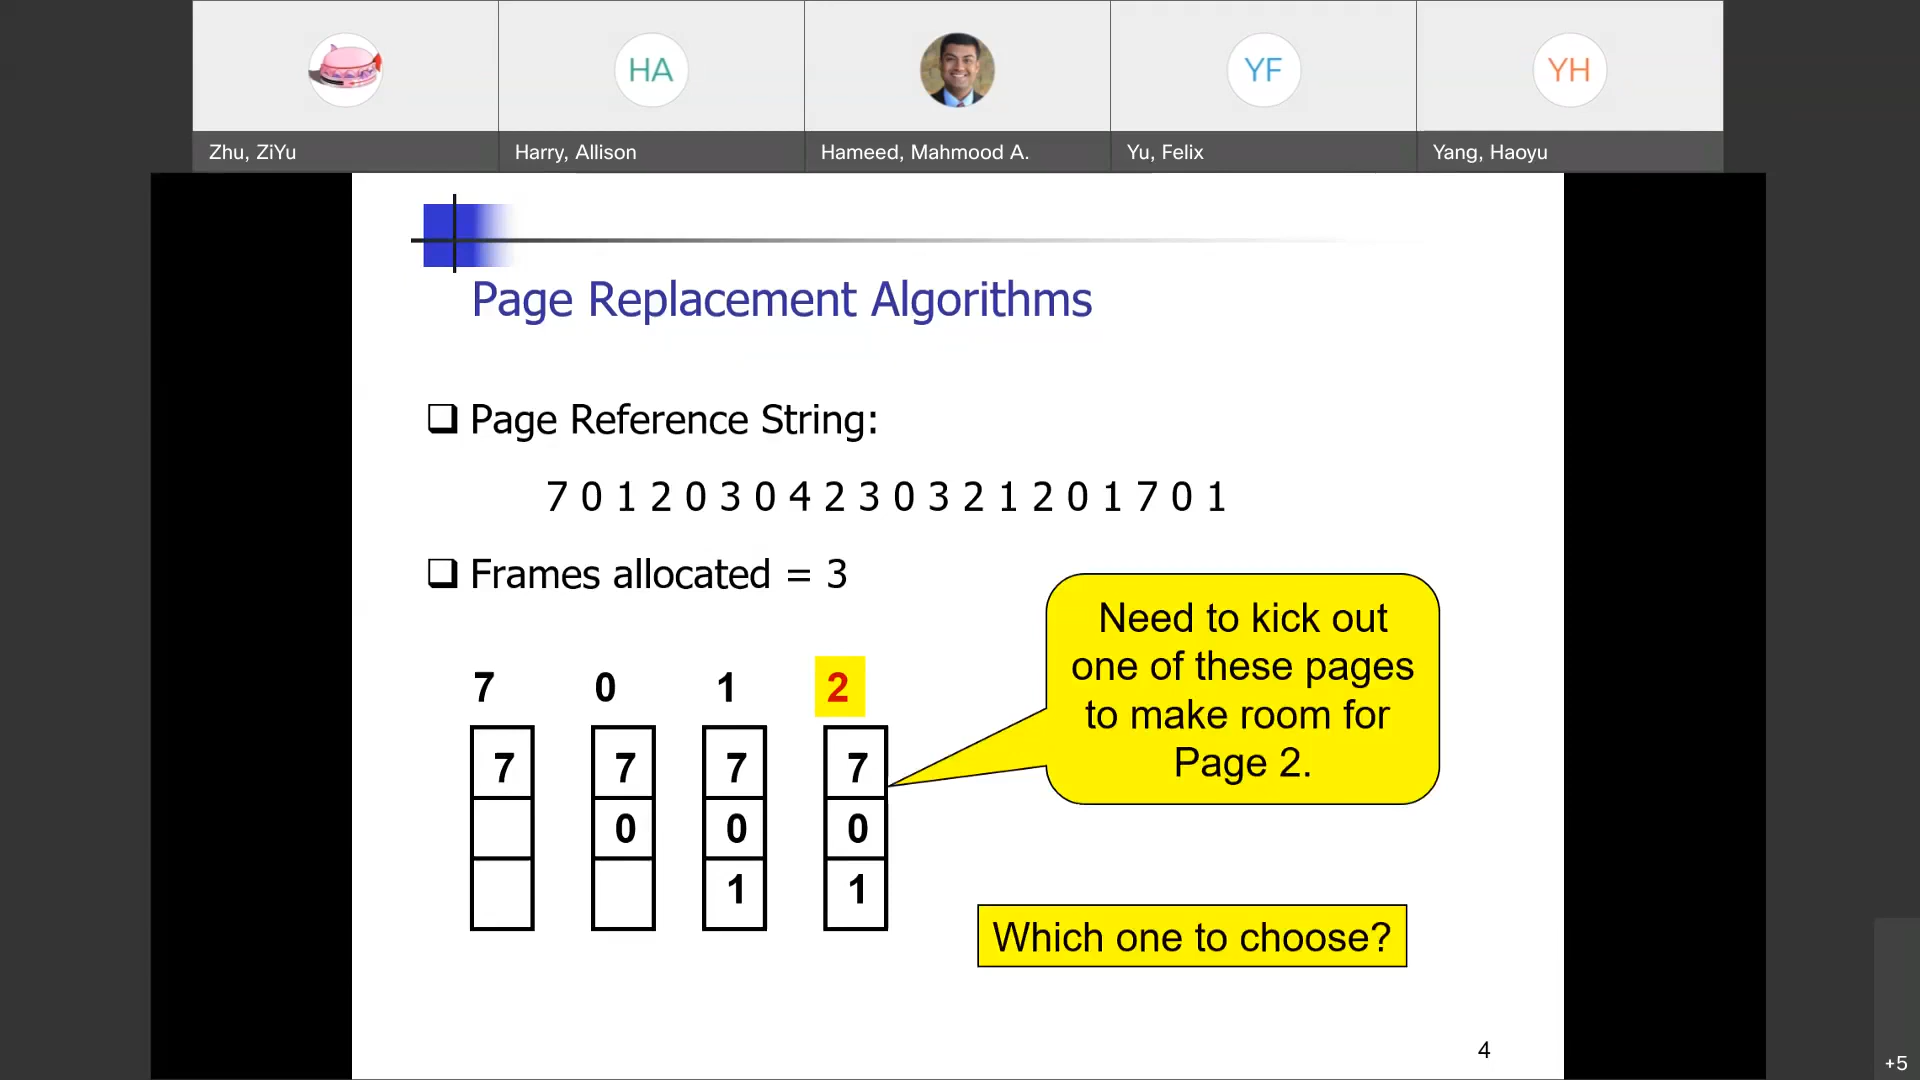 HA
YF
YH
Zhu, ZiYu
Harry, Allison
Hameed, Mahmood A.
Yu, Felix
Yang, Haoyu
Page Replacement Algorithms
Page Reference String:
7 0 1 2 0 3 0 4 2 3 0 3 2 1 2 0 1 7 0 1
Frames allocated = 3
Need to kick out
one of these pages
to make room for
Page 2.
7 0 1 2
7 7 7 7
0 0 0
1 1
Which one to choose?
4
+5